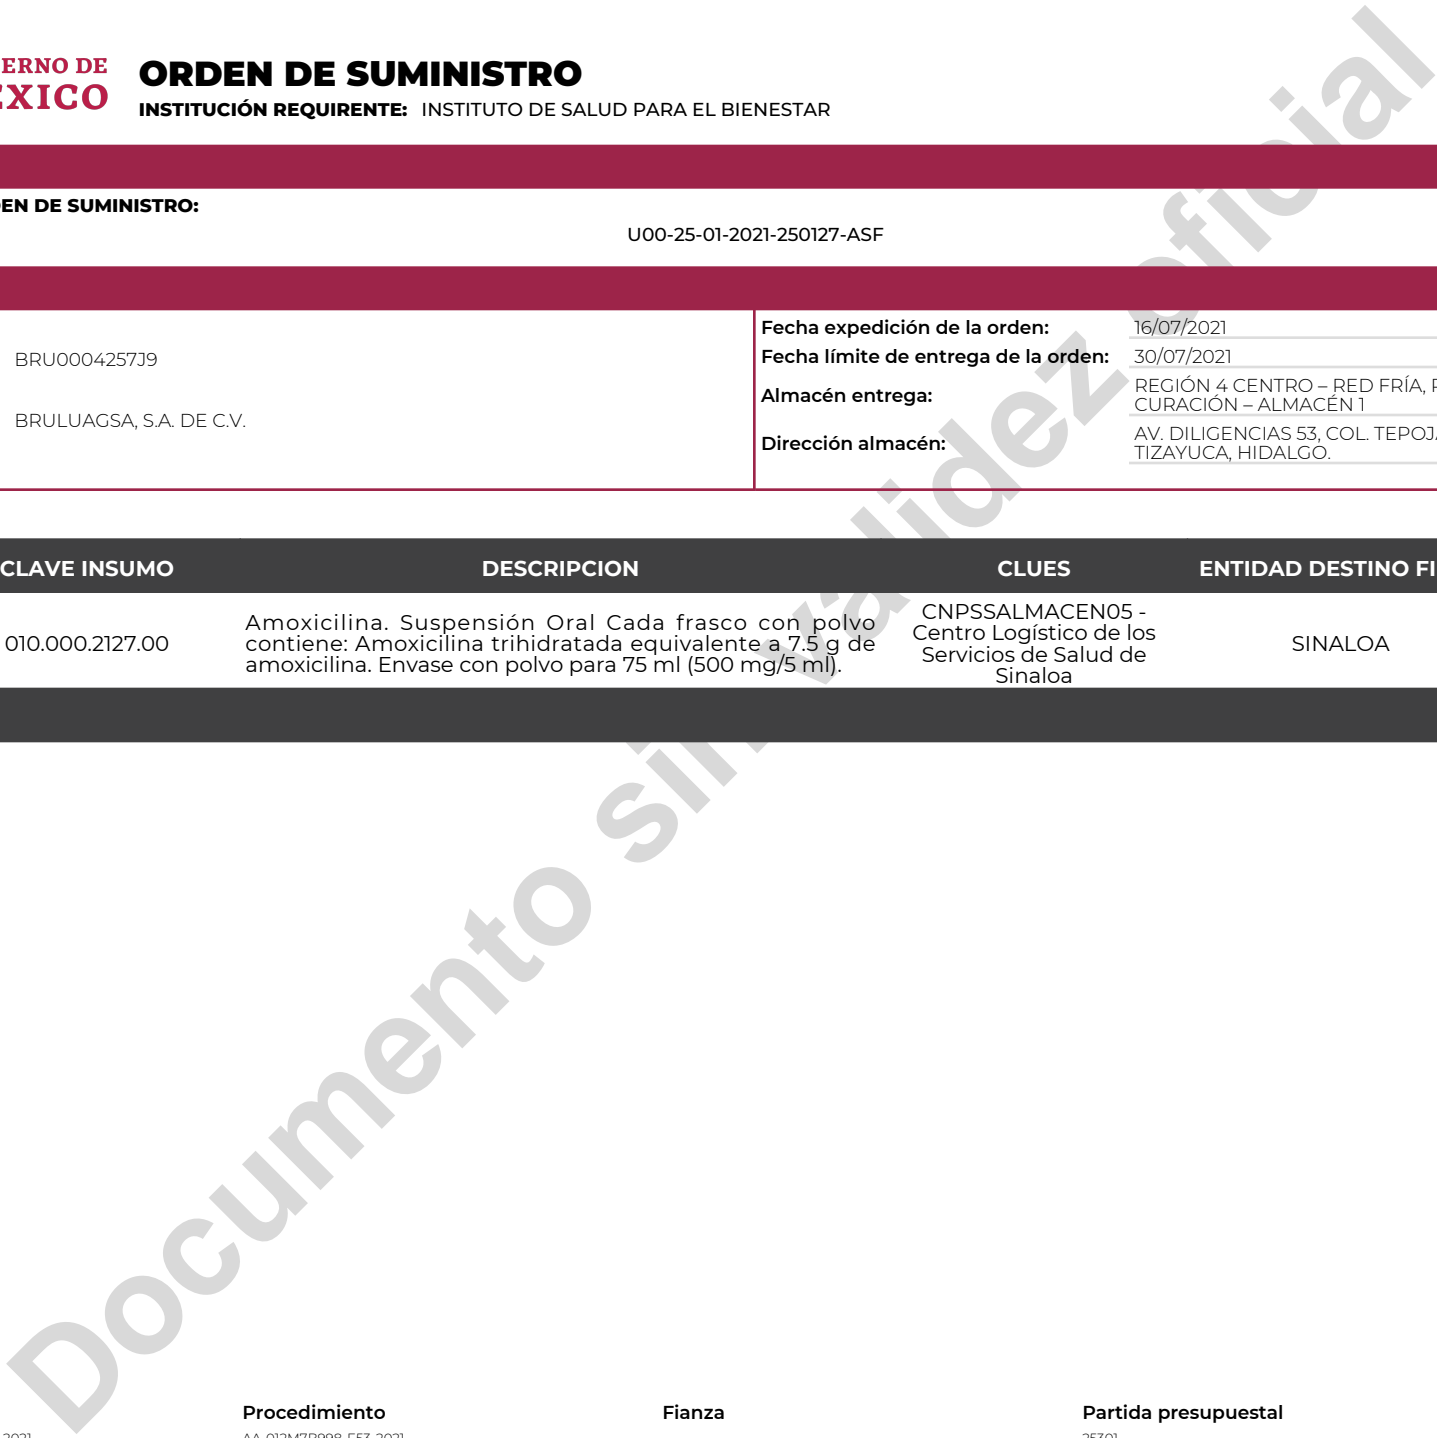 ERNO DE
EXICO
ORDEN DE SUMINISTRO
INSTITUCIÓN REQUIRENTE: INSTITUTO DE SALUD PARA EL BIENESTAR
EN DE SUMINISTRO:
U00-25-01-2021-250127-ASF
BRU0004257J9
BRULUAGSA, S.A. DE C.V.
Fecha expedición de la orden: 16/07/2021
Fecha límite de entrega de la orden: 30/07/2021
Almacén entrega: REGIÓN 4 CENTRO – RED FRÍA,
CURACIÓN – ALMACÉN 1
Dirección almacén: AV. DILIGENCIAS 53, COL. TEPOJA
TIZAYUCA, HIDALGO.
CLAVE INSUMO DESCRIPCION CLUES ENTIDAD DESTINO FI
010.000.2127.00
Amoxicilina. Suspensión Oral Cada frasco con polvo
contiene: Amoxicilina trihidratada equivalente a 7.5 g de
amoxicilina. Envase con polvo para 75 ml (500 mg/5 ml).
CNPSSALMACEN05 -
Centro Logístico de los
Servicios de Salud de
Sinaloa
SINALOA
Documento sin validez oficial
Procedimiento Fianza Partida presupuestal